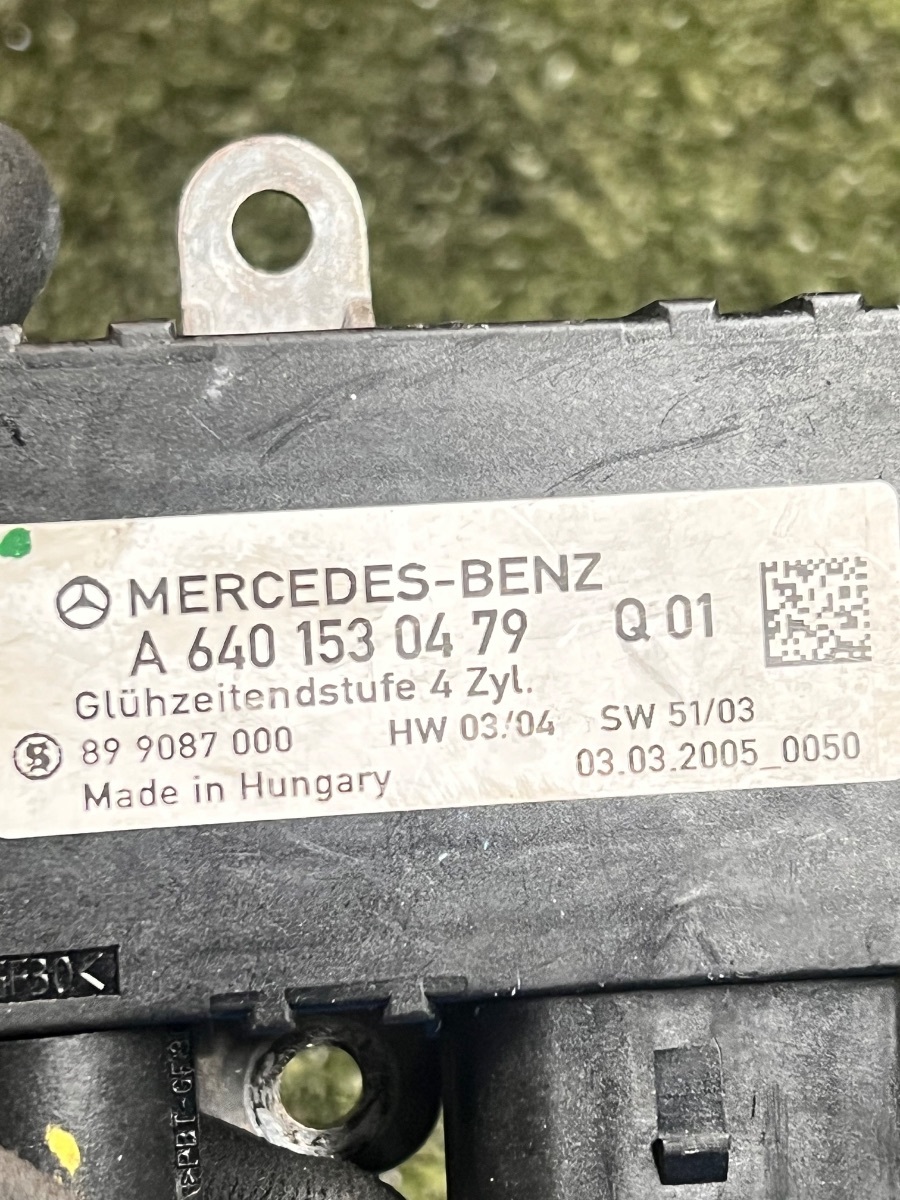 MERCEDES-BENZ
A 640 153 04 79
Q 01
Glühzeitendstufe 4 Zyl.
89 9087 000
HW 03/04
SW 51/03
03.03.2005_0050
Made in Hungary